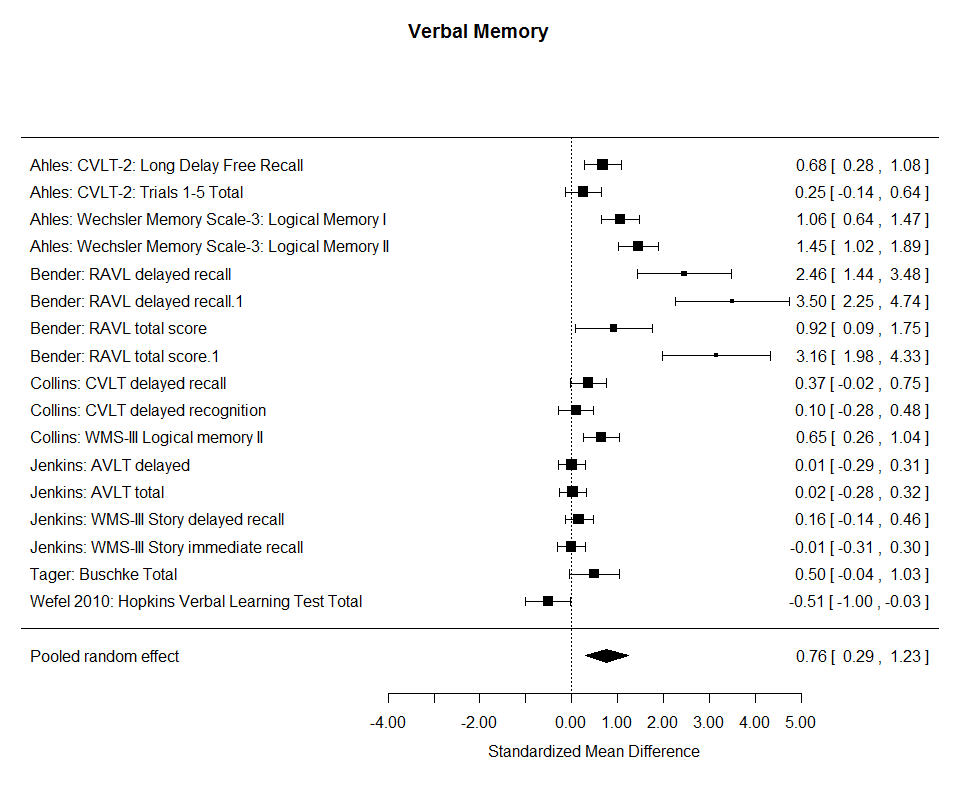 Verbal Memory
Ahles: CVLT-2: Long Delay Free Recall 0.68 [ 0.28 , 1.08 ]
Ahles: CVLT-2: Trials 1-5 Total 0.25 [ -0.14 , 0.64 ]
Ahles: Wechsler Memory Scale-3: Logical Memory I 1.06 [ 0.64 , 1.47 ]
Ahles: Wechsler Memory Scale-3: Logical Memory II 1.45 [ 1.02 , 1.89 ]
Bender: RAVL delayed recall 2.46 [ 1.44 , 3.48 ]
Bender: RAVL delayed recall.1 3.50 [ 2.25 , 4.74 ]
Bender: RAVL total score 0.92 [ 0.09 , 1.75 ]
Bender: RAVL total score.1 3.16 [ 1.98 , 4.33 ]
Collins: CVLT delayed recall 0.37 [ -0.02 , 0.75 ]
Collins: CVLT delayed recognition 0.10 [ -0.28 , 0.48 ]
Collins: WMS-III Logical memory II 0.65 [ 0.26 , 1.04 ]
Jenkins: AVLT delayed 0.01 [ -0.29 , 0.31 ]
Jenkins: AVLT total 0.02 [ -0.28 , 0.32 ]
Jenkins: WMS-III Story delayed recall 0.16 [ -0.14 , 0.46 ]
Jenkins: WMS-III Story immediate recall -0.01 [ -0.31 , 0.30 ]
Tager: Buschke Total 0.50 [ -0.04 , 1.03 ]
Wefel 2010: Hopkins Verbal Learning Test Total -0.51 [ -1.00 , -0.03 ]
Pooled random effect 0.76 [ 0.29 , 1.23 ]
-4.00 -2.00 0.00 1.00 2.00 3.00 4.00 5.00
Standardized Mean Difference